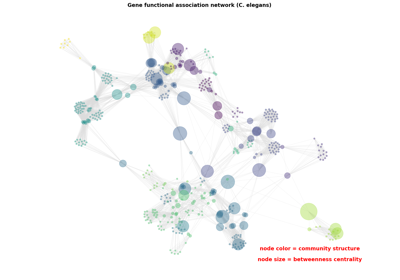 Gene functional association network (C. elegans)
node color = community structure
node size = betweenness centrality